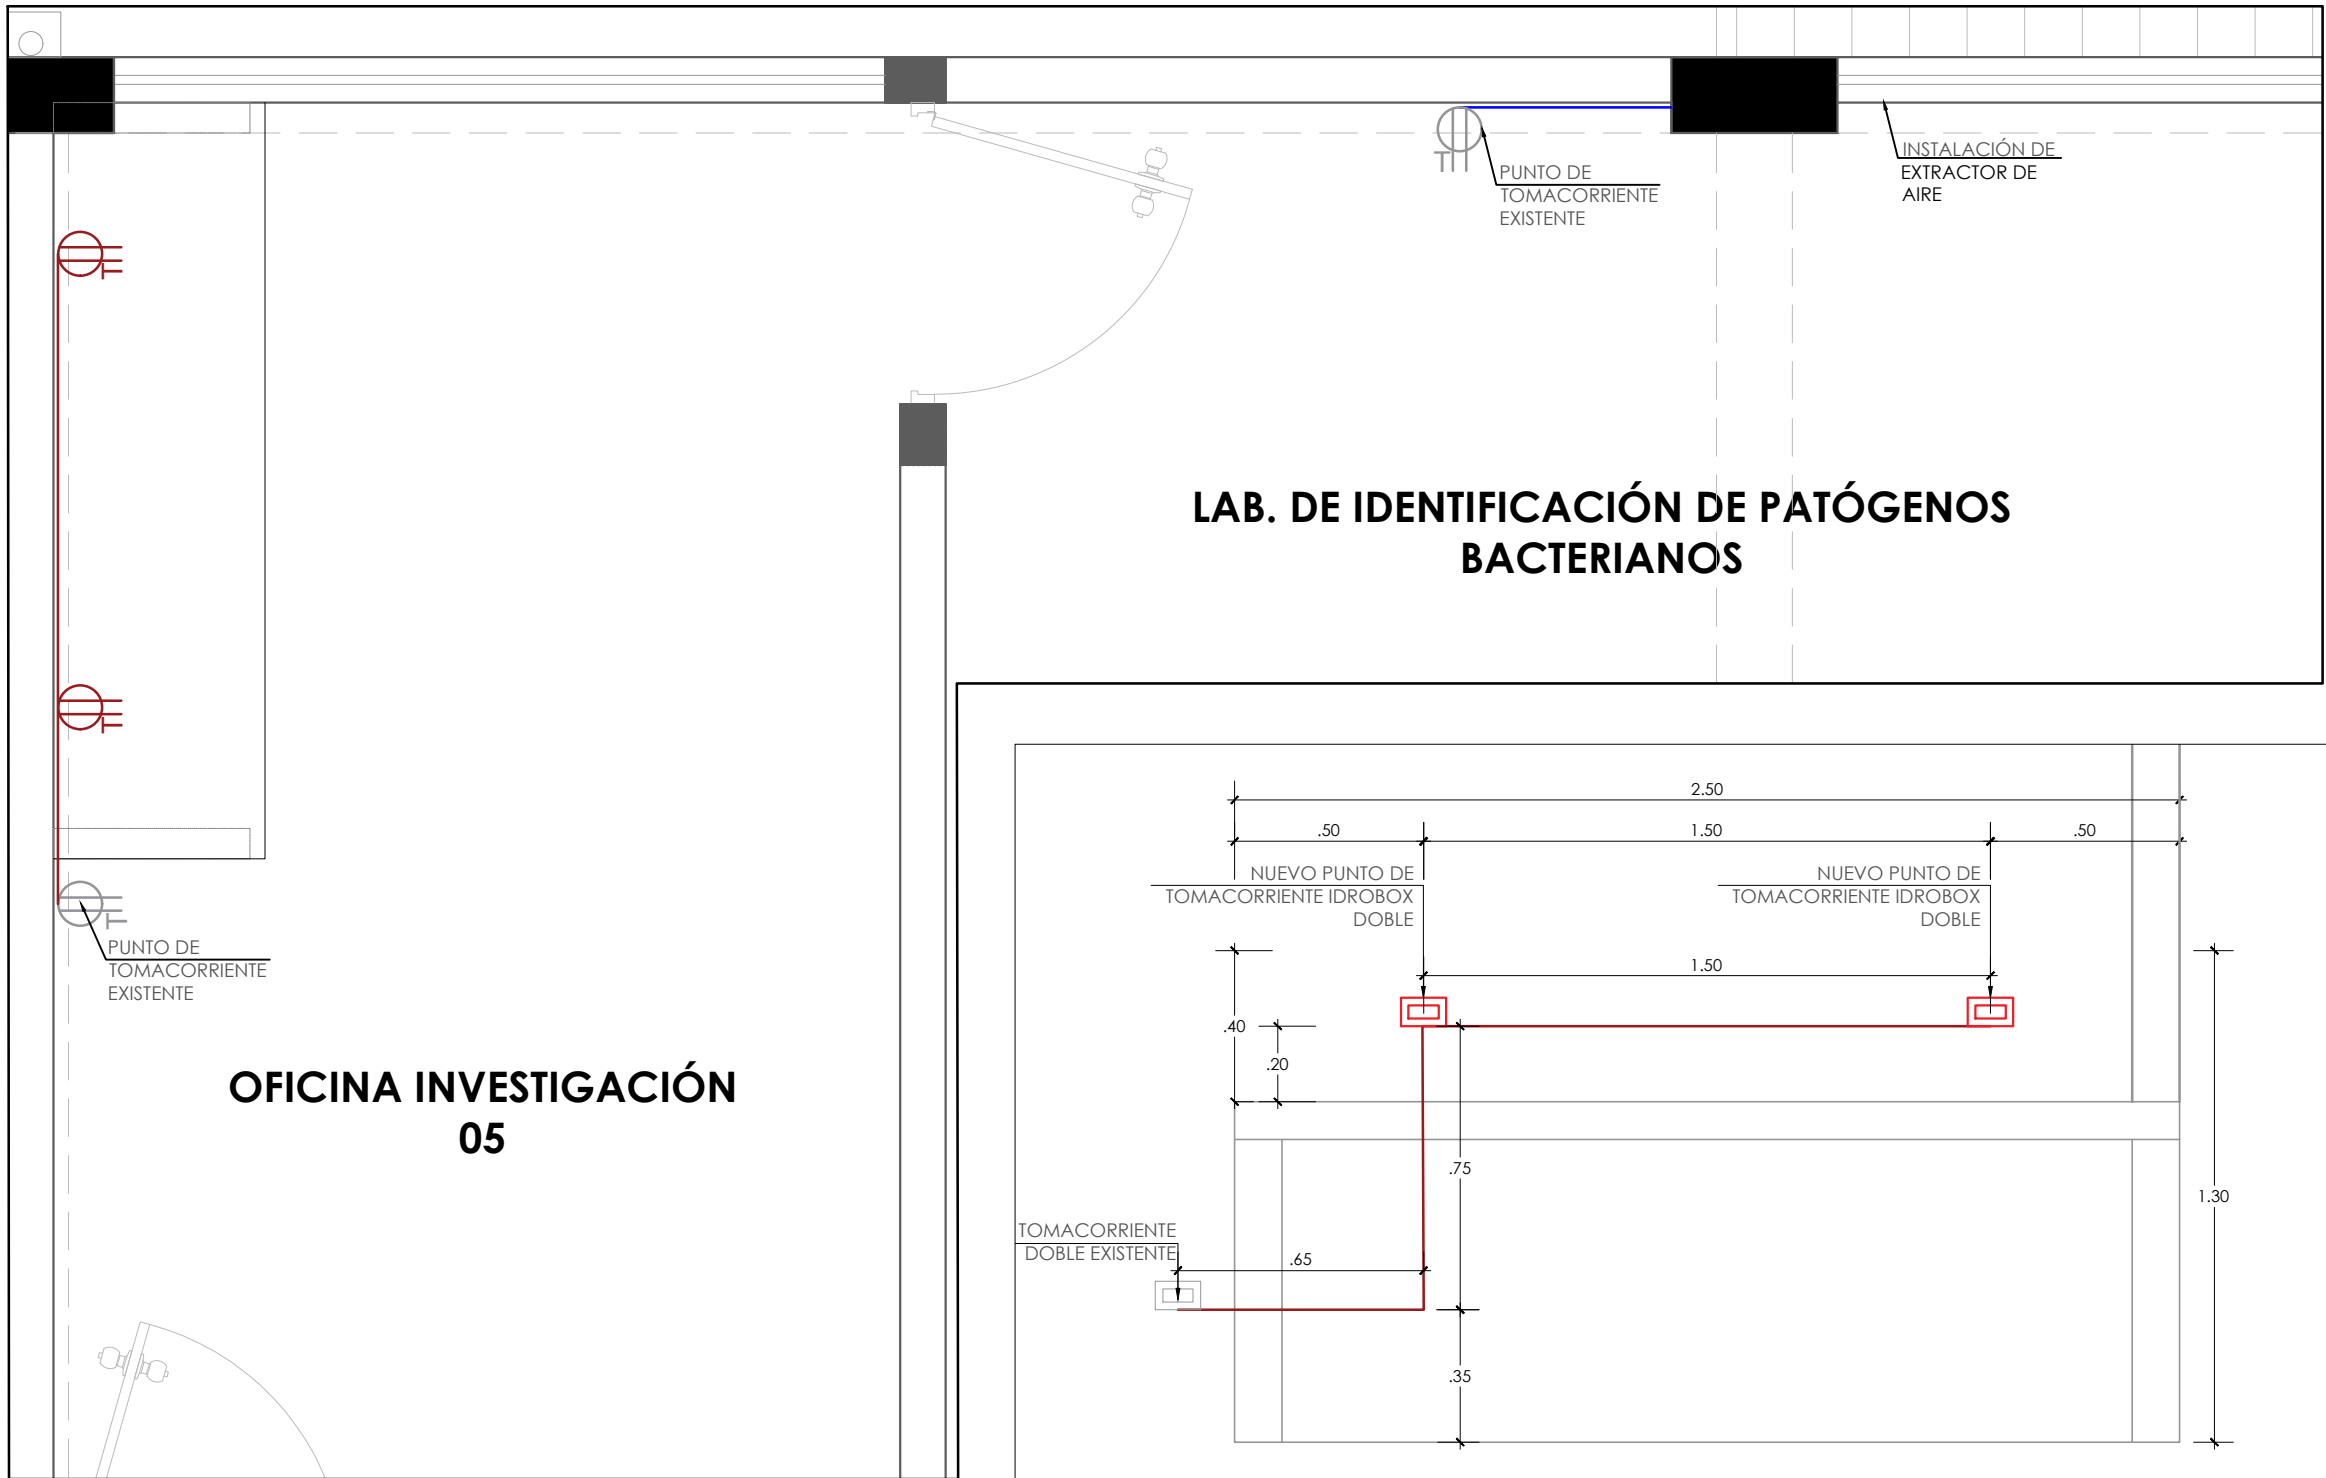 INSTALACIÓN DE
EXTRACTOR DE
AIRE
PUNTO DE
TOMACORRIENTE
EXISTENTE
T
T
LAB. DE IDENTIFICACIÓN DE PATÓGENOS
BACTERIANOS
T
T
PUNTO DE
TOMACORRIENTE
EXISTENTE
OFICINA INVESTIGACIÓN
05
2.50
.50
1.50
.50
NUEVO PUNTO DE
TOMACORRIENTE IDROBOX
DOBLE
NUEVO PUNTO DE
TOMACORRIENTE IDROBOX
DOBLE
1.50
.40
.20
.75
1.30
TOMACORRIENTE
DOBLE EXISTENTE
.65
.35